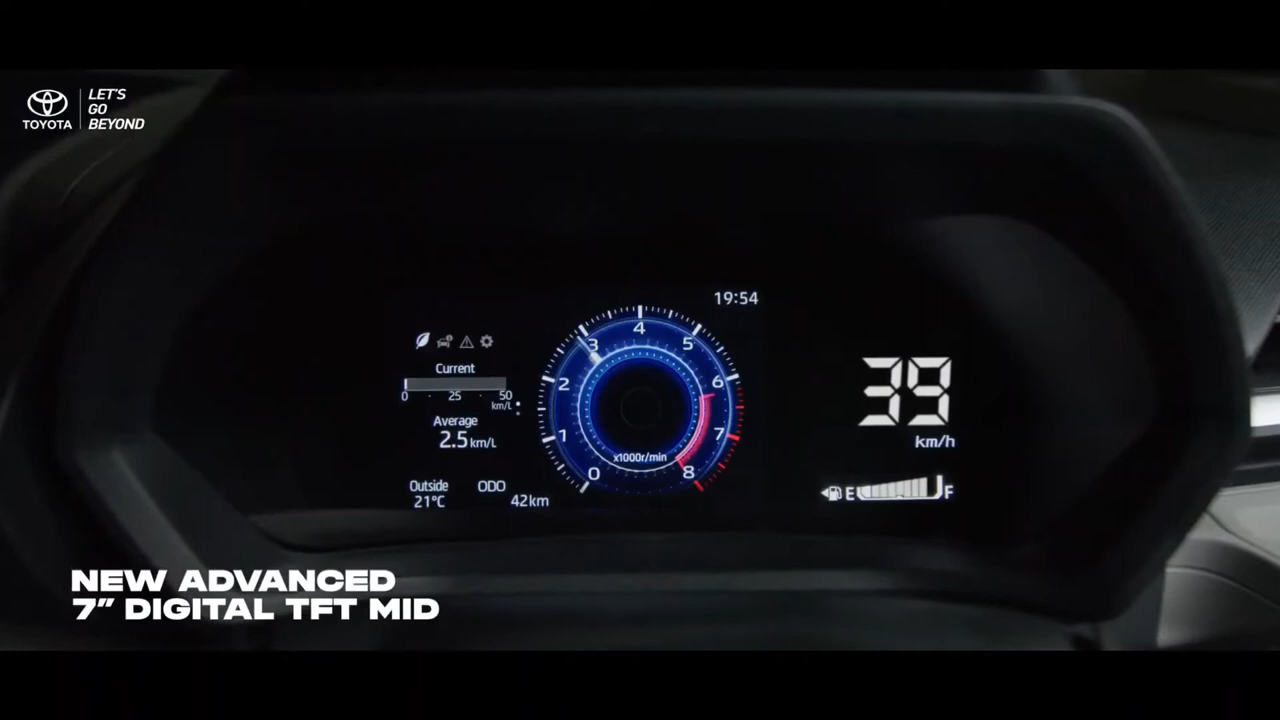 TOYOTA
LET'S
GO
BEYOND
19:54
Current
0 25 50
km/L
Average
2.5 km/L
Outside
21°C
ODO
42km
0
1
2
3
4
5
6
7
8
x1000r/min
39
km/h
E F
NEW ADVANCED
7" DIGITAL TFT MID